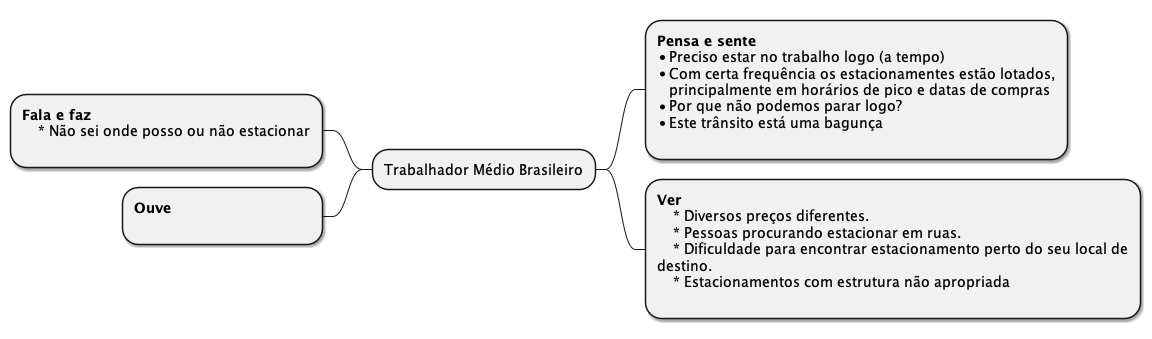 Fala e faz
* Não sei onde posso ou não estacionar
Ouve
Trabalhador Médio Brasileiro
Pensa e sente
• Preciso estar no trabalho logo (a tempo)
• Com certa frequência os estacionamentes estão lotados,
principalmente em horários de pico e datas de compras
• Por que não podemos parar logo?
• Este trânsito está uma bagunça
Ver
* Diversos preços diferentes.
* Pessoas procurando estacionar em ruas.
* Dificuldade para encontrar estacionamento perto do seu local de
destino.
* Estacionamentos com estrutura não apropriada